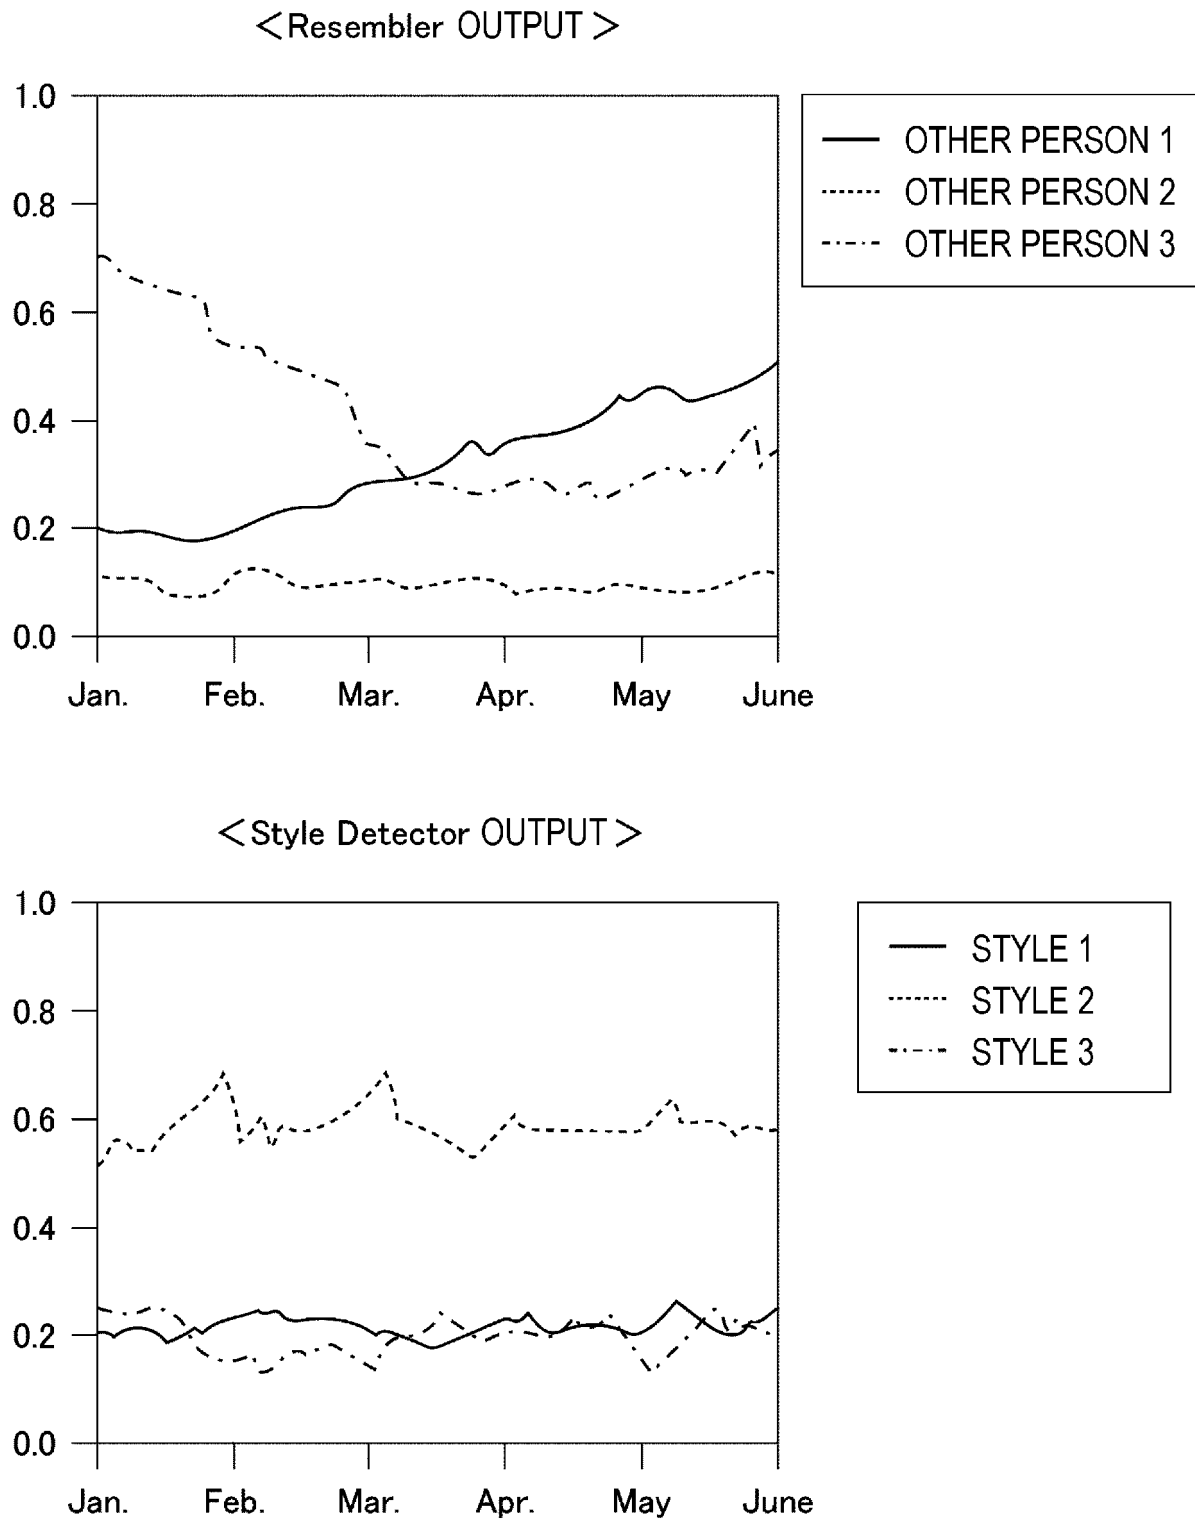 <Resembler OUTPUT>
1.0
0.8
0.6
0.4
0.2
0.0
Jan. Feb. Mar. Apr. May June
OTHER PERSON 1
OTHER PERSON 2
OTHER PERSON 3
<Style Detector OUTPUT>
1.0
0.8
0.6
0.4
0.2
0.0
Jan. Feb. Mar. Apr. May June
STYLE 1
STYLE 2
STYLE 3